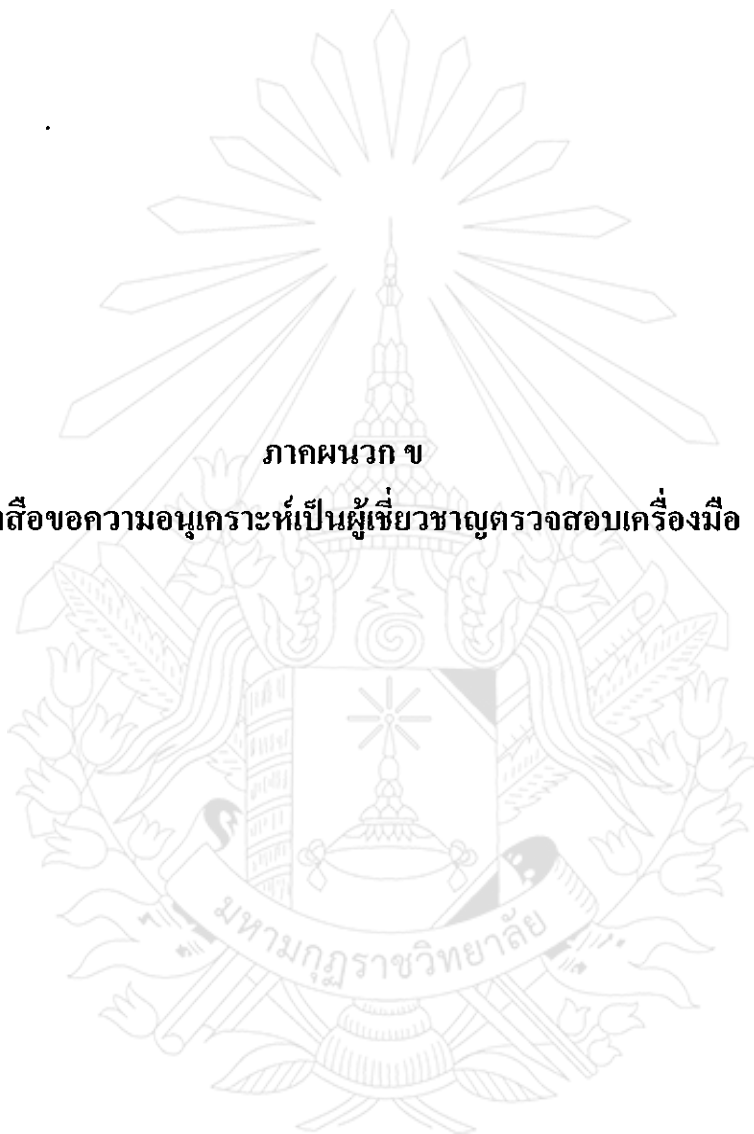 ภาคผนวก ข
สือขอความอนุเคราะห์เป็นผู้เชี่ยวชาญตรวจสอบเครื่องมือ
มหามกุฏราชวิทยาลัย